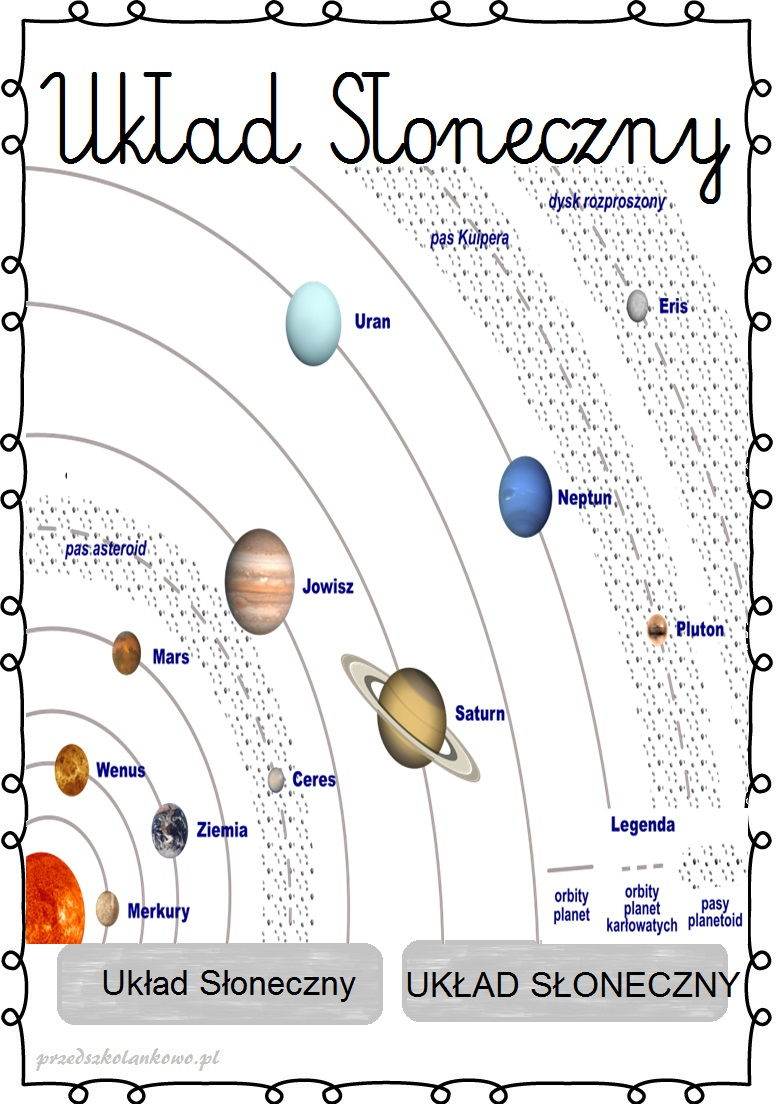 Układ Słoneczny
dysk rozproszony
pas Kuipera
Eris
Uran
Neptun
pas asteroid
Jowisz
Pluton
Mars
Saturn
Wenus
Ceres
Ziemia
Legenda
Merkury
orbity
planet
orbity
planet
karłowatych
pasy
planetoid
Układ Słoneczny
UKŁAD SŁONECZNY
przedszkolankowo.pl